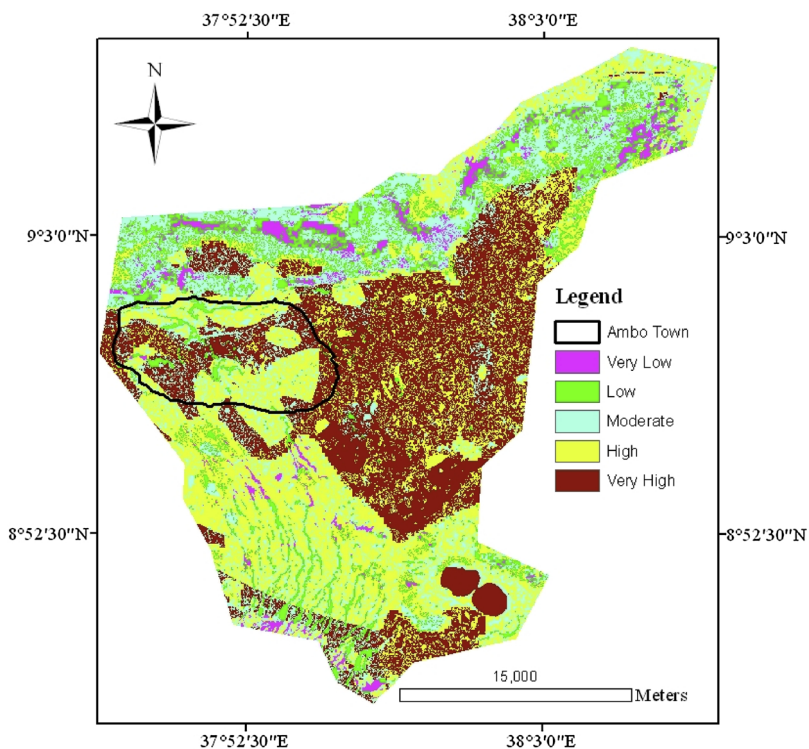 37°52'30"E 38°3'0"E
N
9°3'0"N 9°3'0"N
Legend
Ambo Town
Very Low
Low
Moderate
High
Very High
8°52'30"N 8°52'30"N
15,000
Meters
37°52'30"E 38°3'0"E